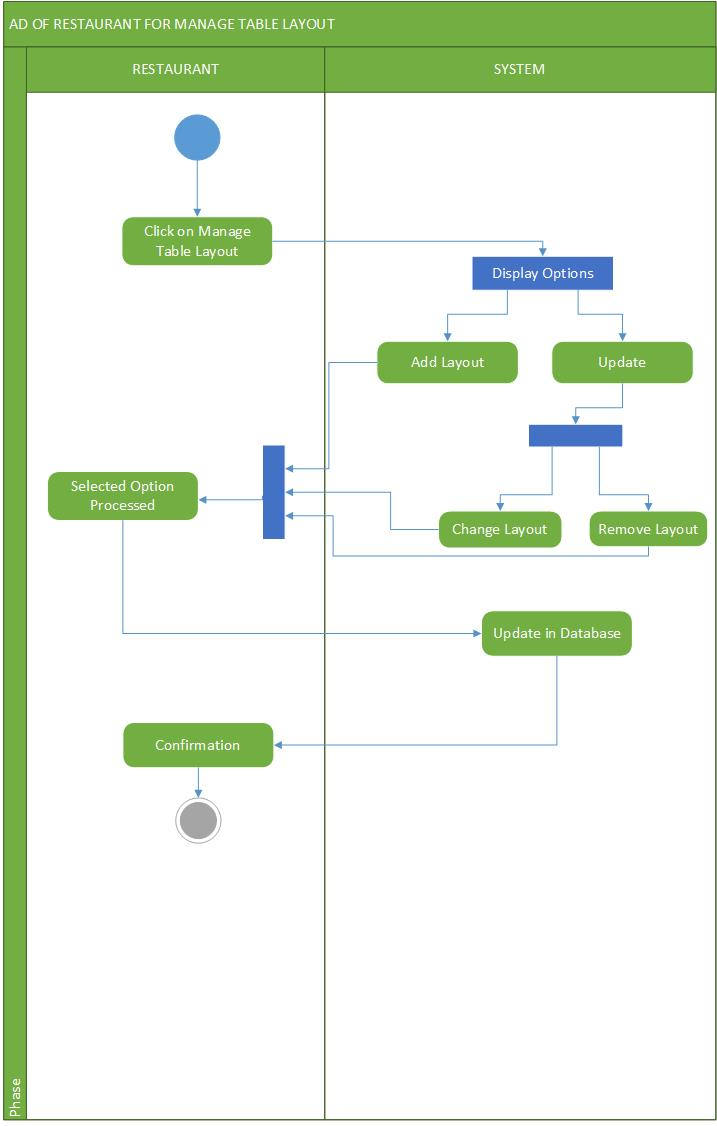 AD OF RESTAURANT FOR MANAGE TABLE LAYOUT
RESTAURANT
SYSTEM
Click on Manage
Table Layout
Display Options
Add Layout
Update
Selected Option
Processed
Change Layout
Remove Layout
Update in Database
Confirmation
Phase